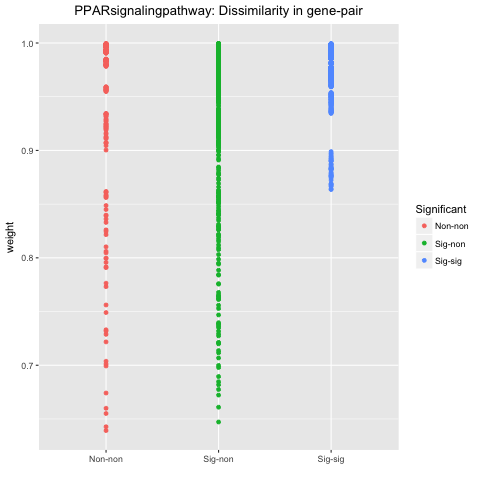 PPARsignalingpathway: Dissimilarity in gene-pair
1.0
0.9
0.8
0.7
weight
Non-non
Sig-non
Sig-sig
Significant
Non-non
Sig-non
Sig-sig